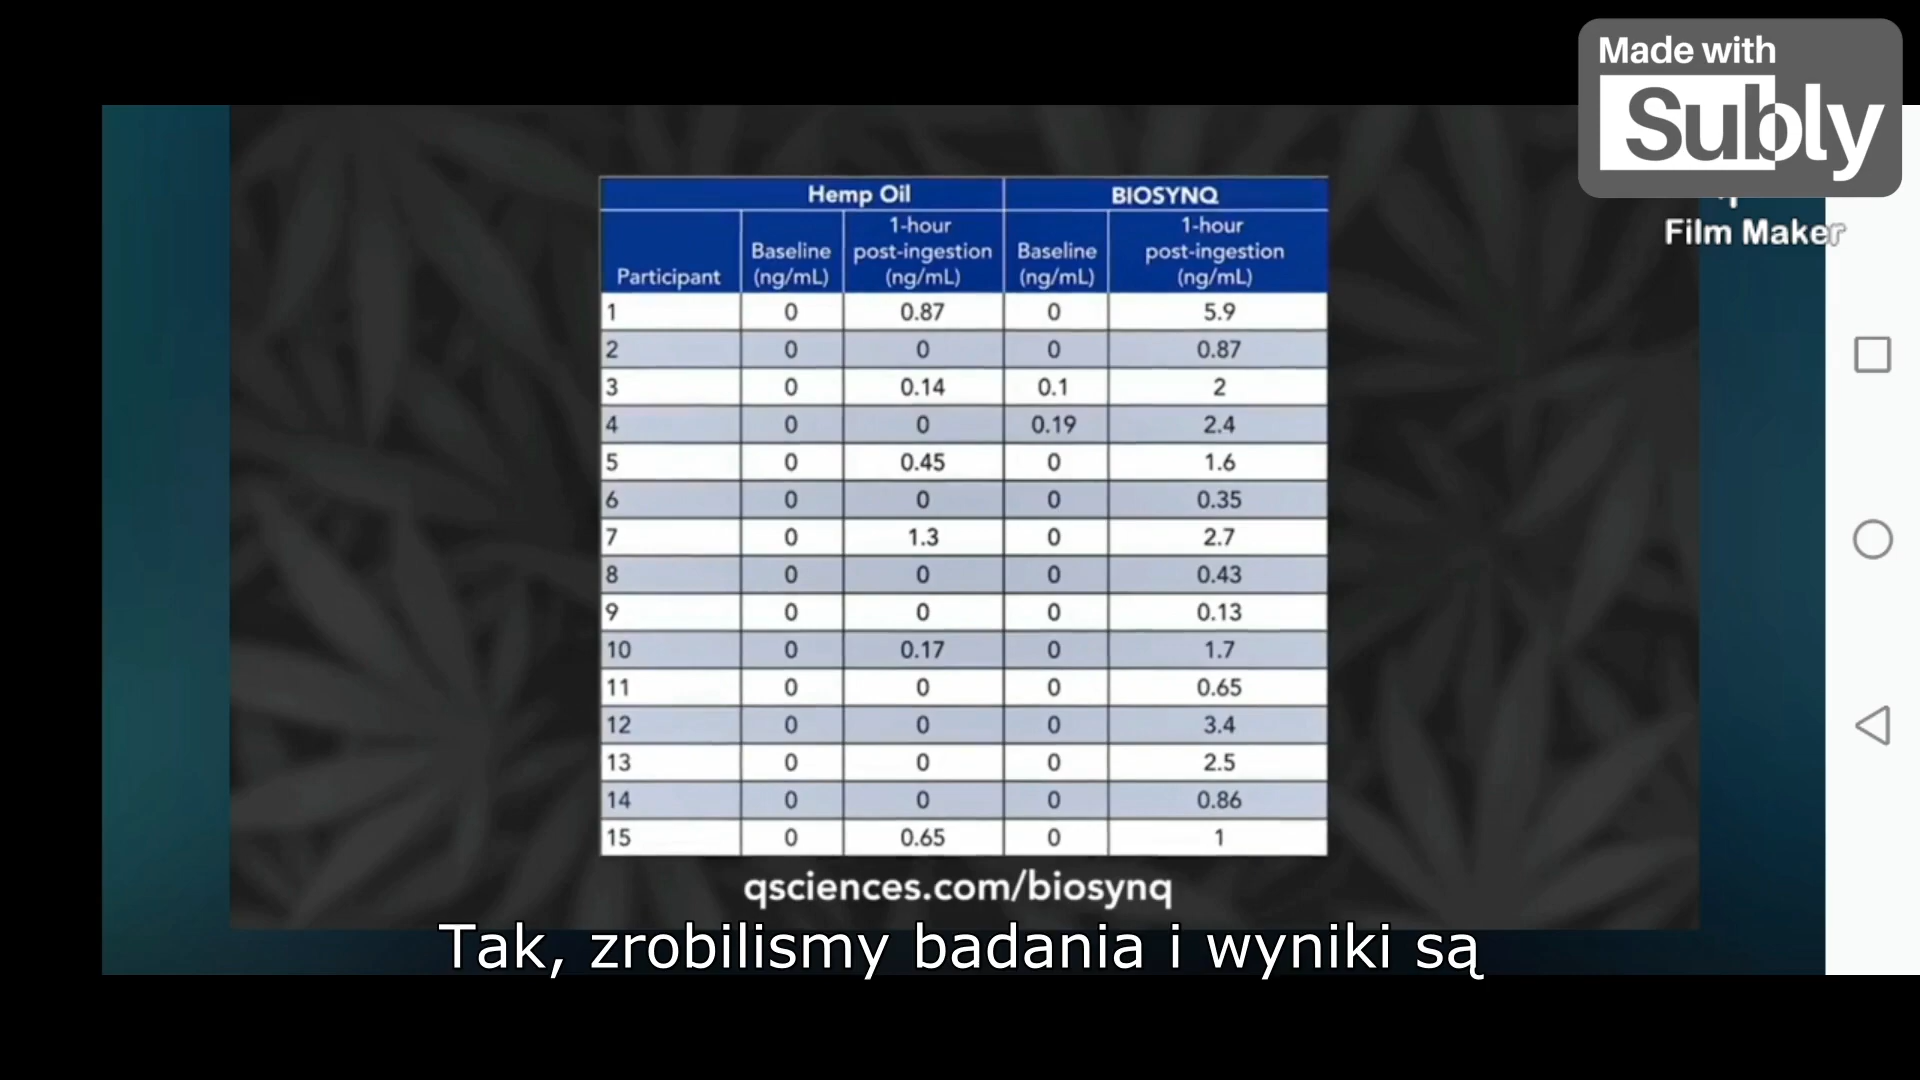 Made with
Subly
Film Maker
Hemp Oil BIOSYNQ
Participant Baseline (ng/mL) 1-hour post-ingestion (ng/mL) Baseline (ng/mL) 1-hour post-ingestion (ng/mL)
1 0 0.87 0 5.9
2 0 0 0 0.87
3 0 0.14 0.1 2
4 0 0 0.19 2.4
5 0 0.45 0 1.6
6 0 0 0 0.35
7 0 1.3 0 2.7
8 0 0 0 0.43
9 0 0 0 0.13
10 0 0.17 0 1.7
11 0 0 0 0.65
12 0 0 0 3.4
13 0 0 0 2.5
14 0 0 0 0.86
15 0 0.65 0 1
qsciences.com/biosynq
Tak, zrobilismy badania i wyniki są